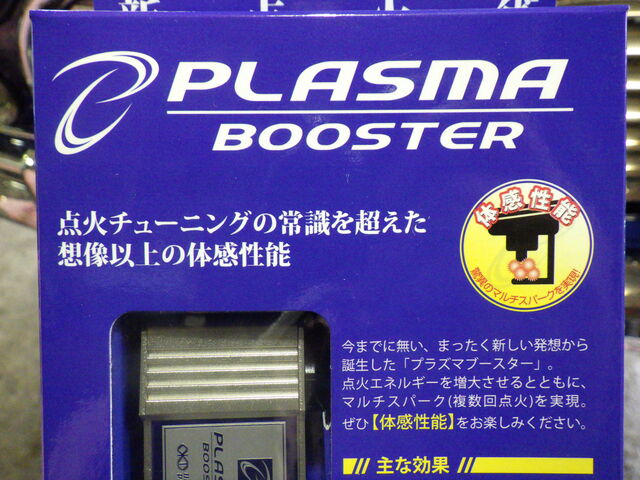 PLASMA
BOOSTER
点火チューニングの常識を超えた
想像以上の体感性能
体感性能
驚異のマルチスパークを実現!
今までに無い、まったく新しい発想から
誕生した「プラズマブースター」。
点火エネルギーを増大させるとともに、
マルチスパーク(複数回点火)を実現。
ぜひ【体感性能】をお楽しみください。
主な効果
PLAS
BOOS